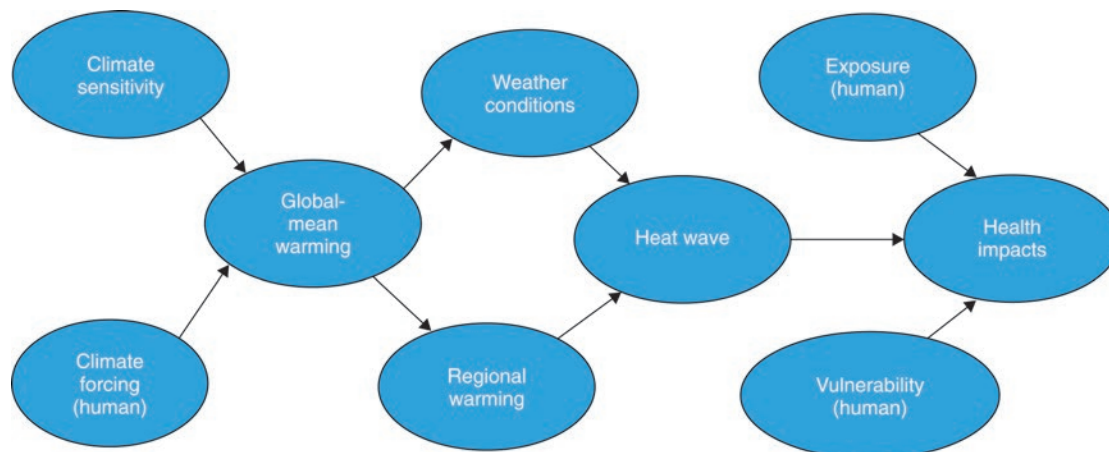 Climate
sensitivity
Climate
forcing
(human)
Global-
mean
warming
Weather
conditions
Regional
warming
Heat wave
Exposure
(human)
Vulnerability
(human)
Health
impacts